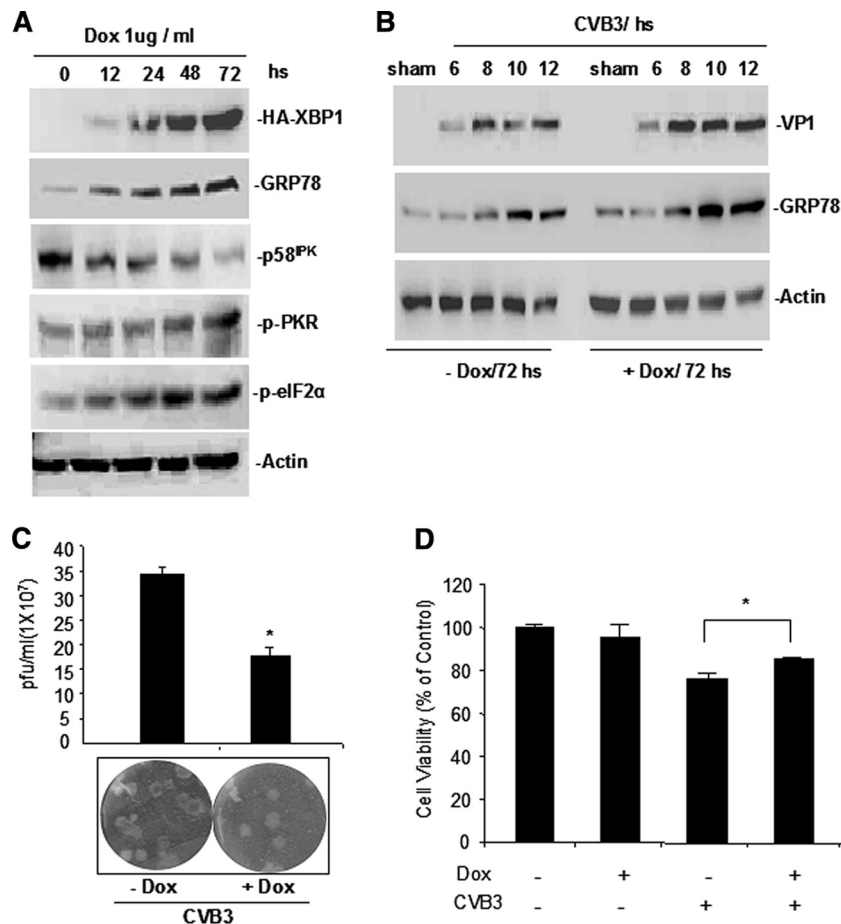 A
Dox 1ug / ml
0 12 24 48 72 hs
-HA-XBP1
-GRP78
-p58IPK
-p-PKR
-p-eIF2α
-Actin
B
CVB3/ hs
sham 6 8 10 12 sham 6 8 10 12
-VP1
-GRP78
-Actin
- Dox/72 hs + Dox/ 72 hs
C
pfu/ml(1X10⁷)
40
35
30
25
20
15
10
5
0
*
- Dox + Dox
CVB3
D
Cell Viability (% of Control)
120
100
80
60
40
20
0
*
Dox - + - +
CVB3 - - + +